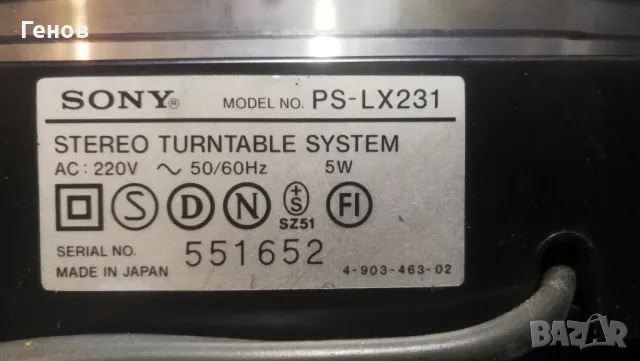 Генов
SONY® MODEL NO. PS-LX231
STEREO TURNTABLE SYSTEM
AC: 220V ~ 50/60Hz 5W
S D N +S SZ51 FI
SERIAL NO. 551652
MADE IN JAPAN 4-903-463-02
BAZAR